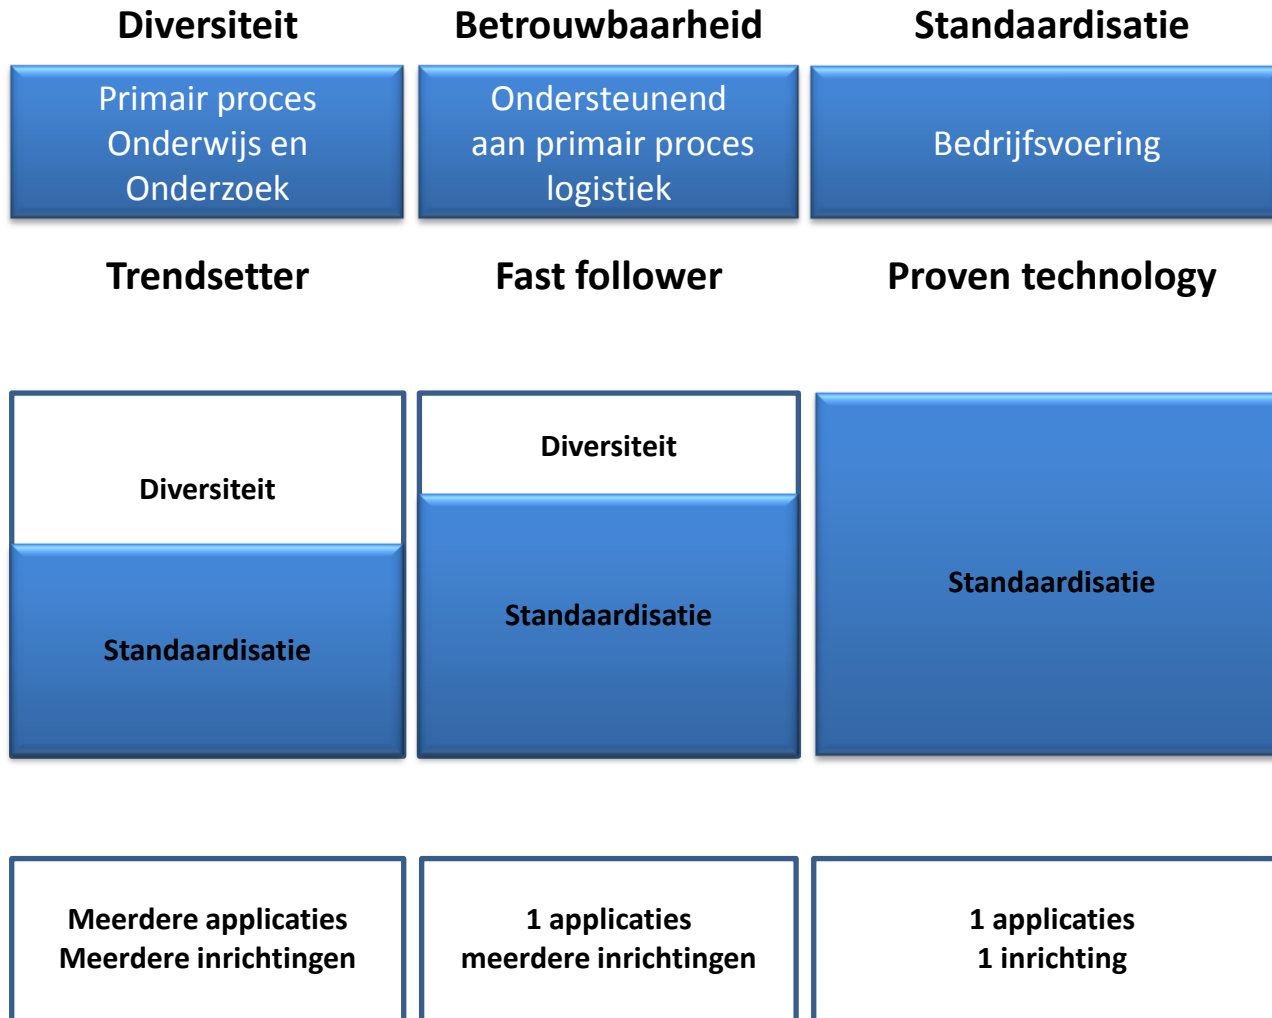 Diversiteit
Betrouwbaarheid
Standaardisatie
Primair proces
Onderwijs en
Onderzoek
Ondersteunend
aan primair proces
logistiek
Bedrijfsvoering
Trendsetter
Fast follower
Proven technology
Diversiteit
Standaardisatie
Diversiteit
Standaardisatie
Standaardisatie
Meerdere applicaties
Meerdere inrichtingen
1 applicaties
meerdere inrichtingen
1 applicaties
1 inrichting